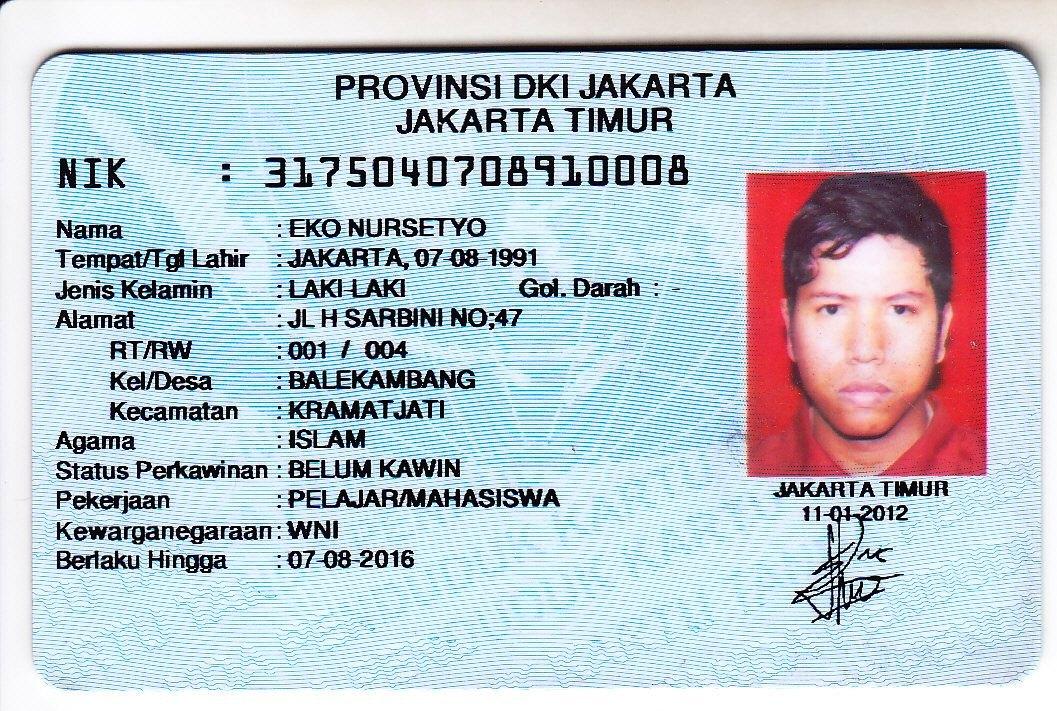 PROVINSI DKI JAKARTA
JAKARTA TIMUR
NIK : 3175040708910008
Nama : EKO NURSETYO
Tempat/Tgl Lahir : JAKARTA, 07-08-1991
Jenis Kelamin : LAKI LAKI Gol. Darah : -
Alamat : JL H SARBINI NO;47
RT/RW : 001 / 004
Kel/Desa : BALEKAMBANG
Kecamatan : KRAMATJATI
Agama : ISLAM
Status Perkawinan : BELUM KAWIN
Pekerjaan : PELAJAR/MAHASISWA
Kewarganegaraan : WNI
Berlaku Hingga : 07-08-2016
JAKARTA TIMUR
11-01-2012